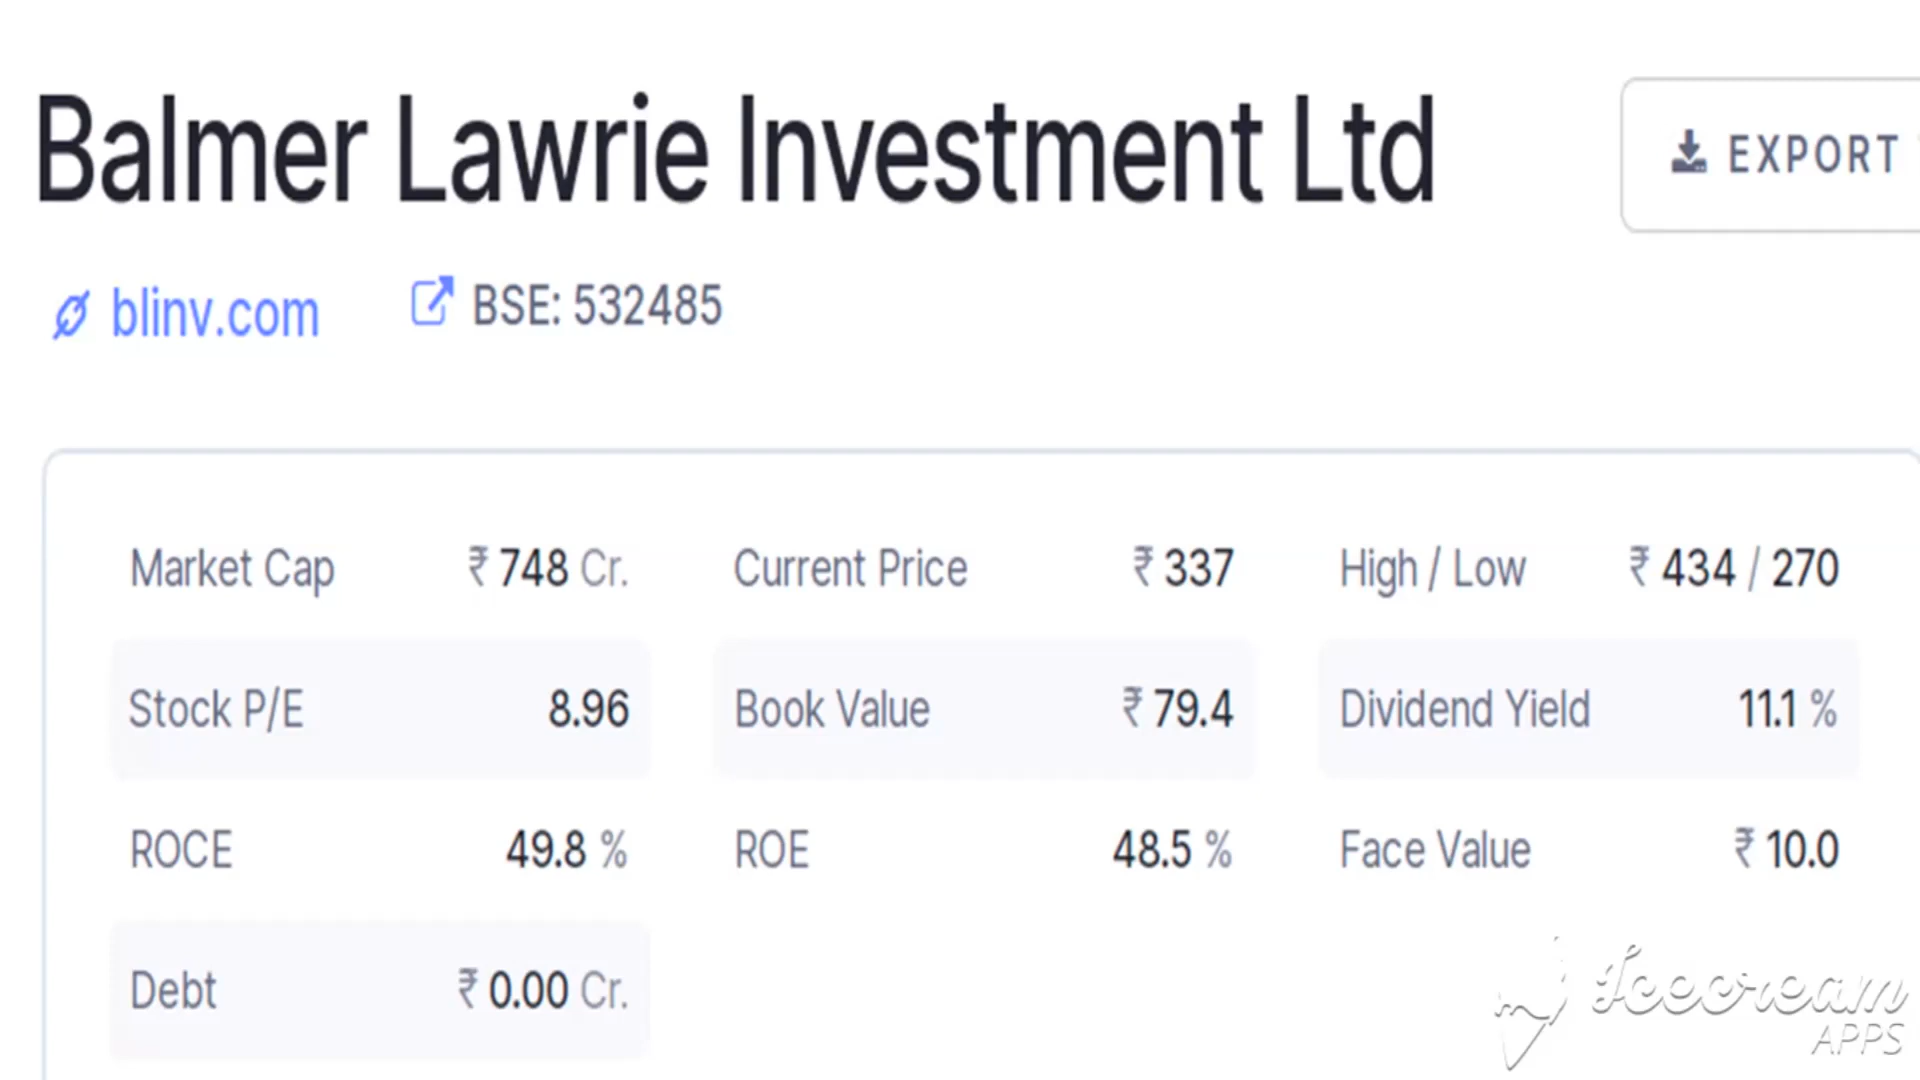 Balmer Lawrie Investment Ltd
EXPORT
blinv.com BSE: 532485
Market Cap ₹ 748 Cr. Current Price ₹ 337 High / Low ₹ 434 / 270
Stock P/E 8.96 Book Value ₹ 79.4 Dividend Yield 11.1 %
ROCE 49.8 % ROE 48.5 % Face Value ₹ 10.0
Debt ₹ 0.00 Cr.
Icecream
APPS